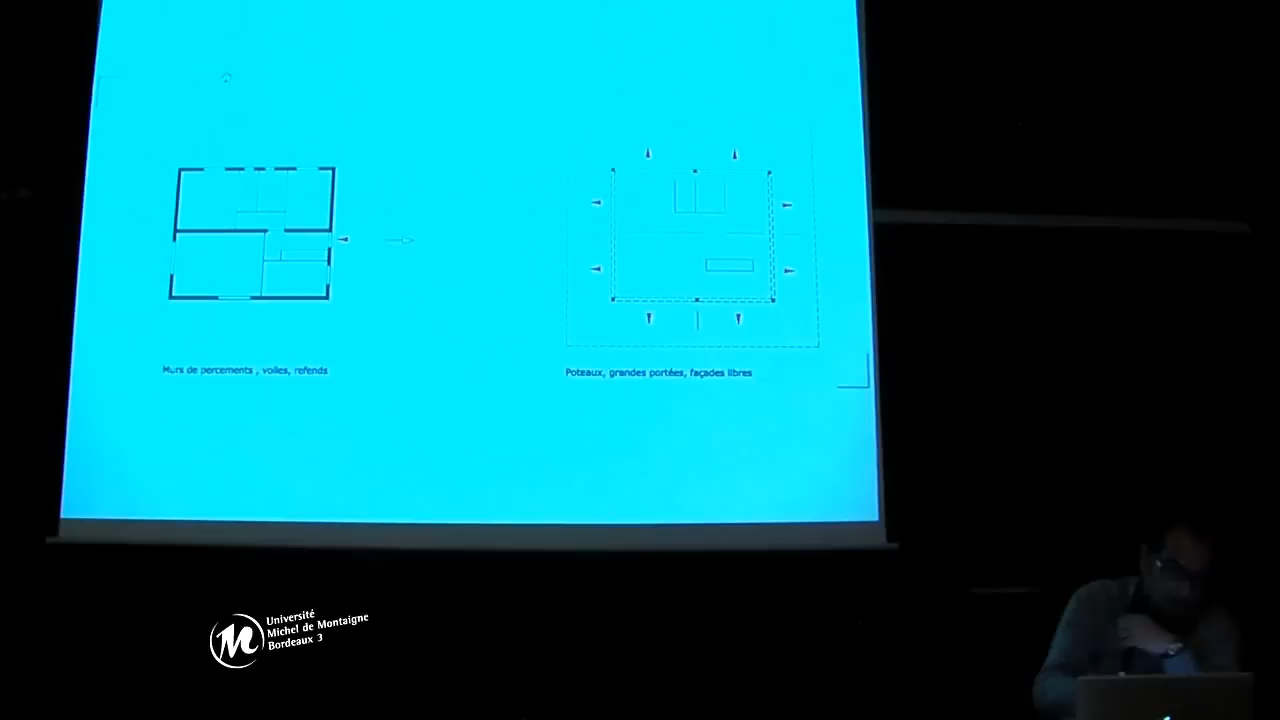 Murs de percements , voiles, refends
Poteaux, grandes portées, façades libres
Université
Michel de Montaigne
Bordeaux 3